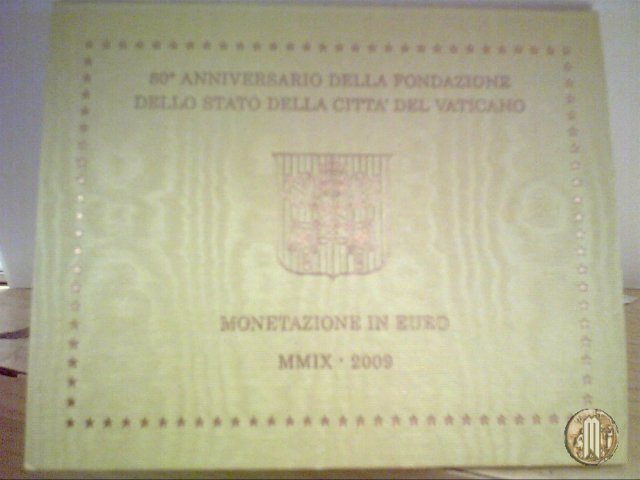 80° ANNIVERSARIO DELLA FONDAZIONE
DELLO STATO DELLA CITTA' DEL VATICANO
MONETAZIONE IN EURO
MMIX · 2009